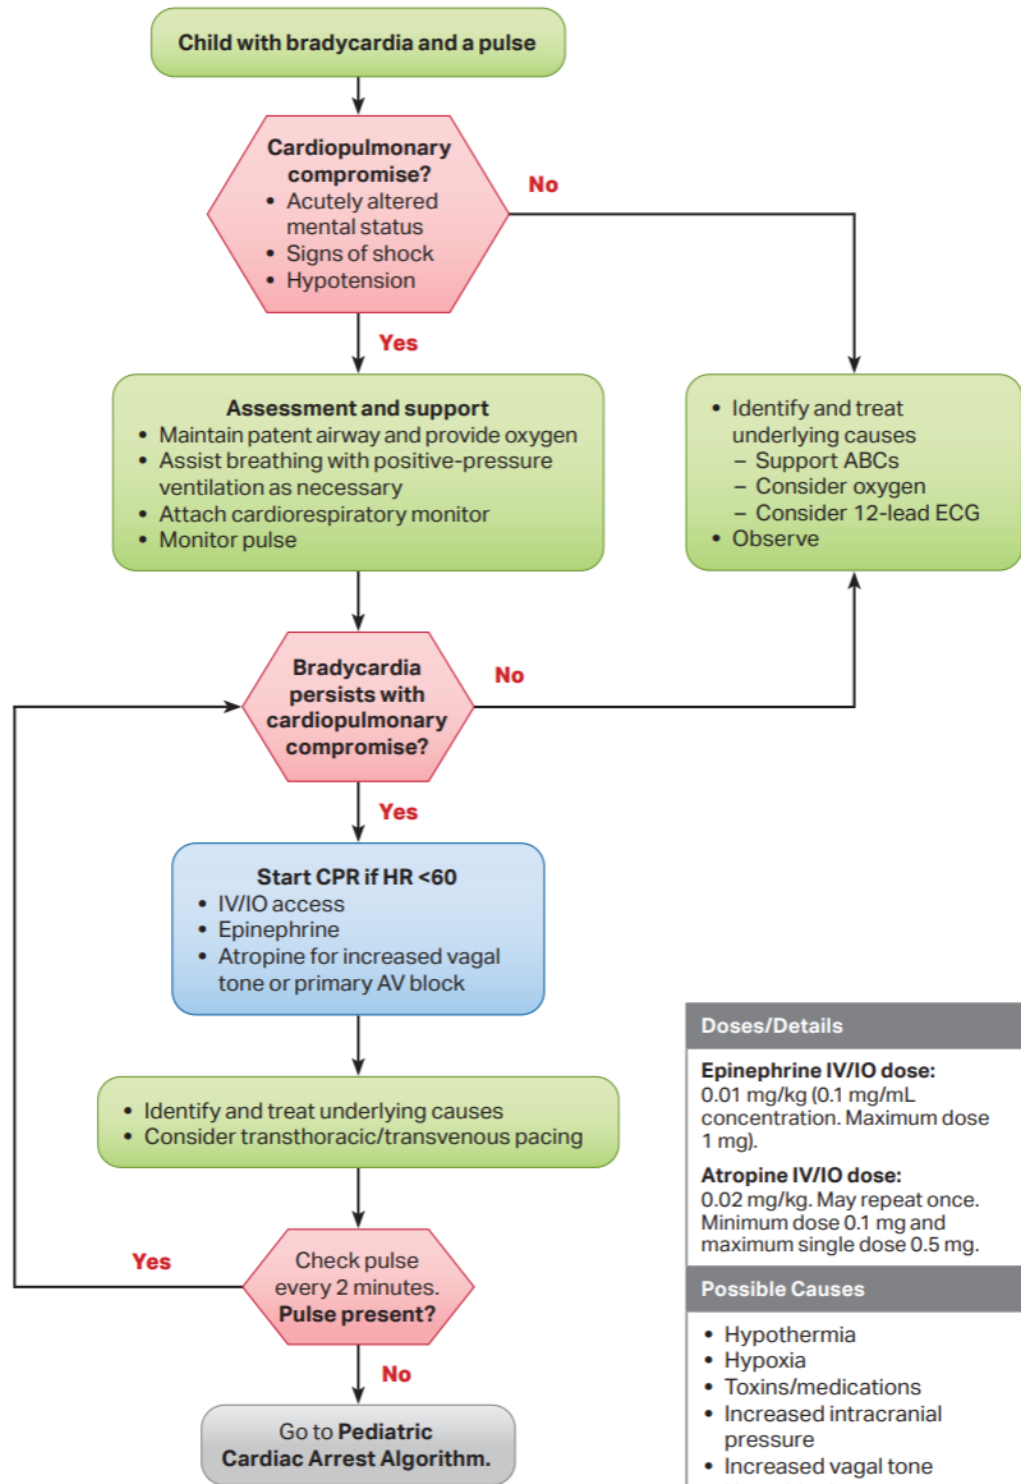 Child with bradycardia and a pulse
Cardiopulmonary
compromise?
• Acutely altered
mental status
• Signs of shock
• Hypotension
No
Yes
Assessment and support
• Maintain patent airway and provide oxygen
• Assist breathing with positive-pressure
ventilation as necessary
• Attach cardiorespiratory monitor
• Monitor pulse
• Identify and treat
underlying causes
– Support ABCs
– Consider oxygen
– Consider 12-lead ECG
• Observe
Bradycardia
persists with
cardiopulmonary
compromise?
No
Yes
Start CPR if HR <60
• IV/IO access
• Epinephrine
• Atropine for increased vagal
tone or primary AV block
• Identify and treat underlying causes
• Consider transthoracic/transvenous pacing
Check pulse
every 2 minutes.
Pulse present?
Yes
No
Go to Pediatric
Cardiac Arrest Algorithm.
Doses/Details
Epinephrine IV/IO dose:
0.01 mg/kg (0.1 mg/mL
concentration. Maximum dose
1 mg).
Atropine IV/IO dose:
0.02 mg/kg. May repeat once.
Minimum dose 0.1 mg and
maximum single dose 0.5 mg.
Possible Causes
• Hypothermia
• Hypoxia
• Toxins/medications
• Increased intracranial
pressure
• Increased vagal tone